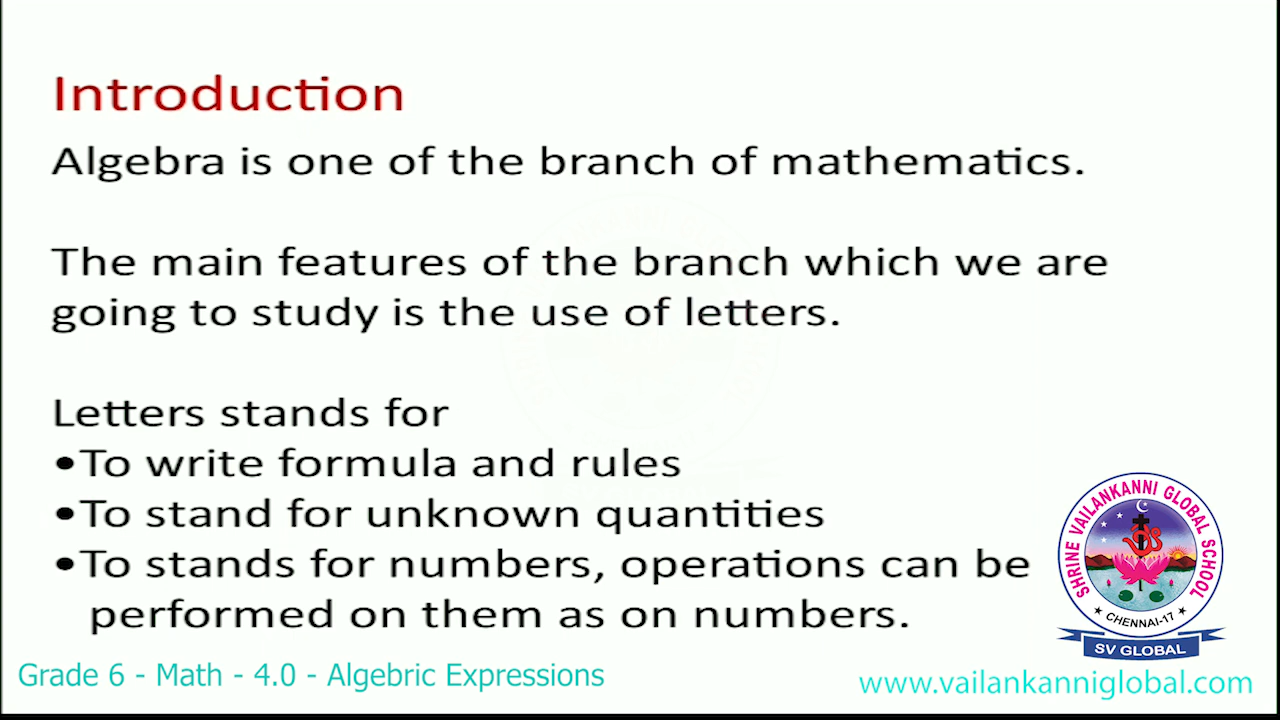 Introduction
Algebra is one of the branch of mathematics.
The main features of the branch which we are
going to study is the use of letters.
Letters stands for
•To write formula and rules
•To stand for unknown quantities
•To stands for numbers, operations can be
performed on them as on numbers.
SHRINE VAILANKANNI GLOBAL SCHOOL
CHENNAI-17
SV GLOBAL
Grade 6 - Math - 4.0 - Algebric Expressions
www.vailankanniglobal.com